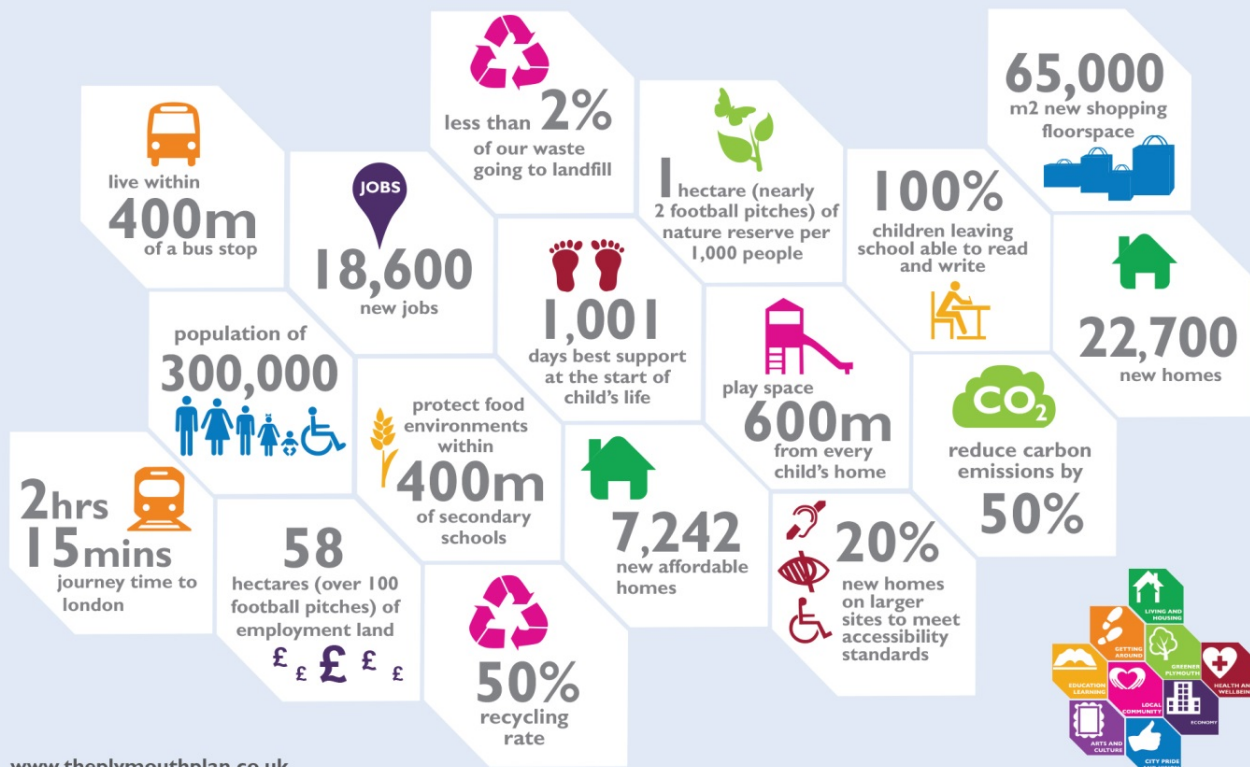 less than 2%
of our waste
going to landfill
65,000
m2 new shopping
floorspace
live within
400m
of a bus stop
JOBS
18,600
new jobs
1 hectare (nearly
2 football pitches) of
nature reserve per
1,000 people
100%
children leaving
school able to read
and write
1,001
days best support
at the start of
child's life
22,700
new homes
population of
300,000
play space
600m
from every
child's home
protect food
environments
within
400m
of secondary
schools
CO2
reduce carbon
emissions by
50%
2hrs
15mins
journey time to
london
58
hectares (over 100
football pitches) of
employment land
£ £ £ £ £
7,242
new affordable
homes
20%
new homes
on larger
sites to meet
accessibility
standards
50%
recycling
rate
LIVING AND
HOUSING
GETTING
AROUND
GREENER
PLYMOUTH
HEALTH AN
WELLBEIN
EDUCATION
LEARNING
LOCAL
COMMUNITY
ECONOMY
ARTS AND
CULTURE
CITY PRIDE
www.theplymouthplan.co.uk